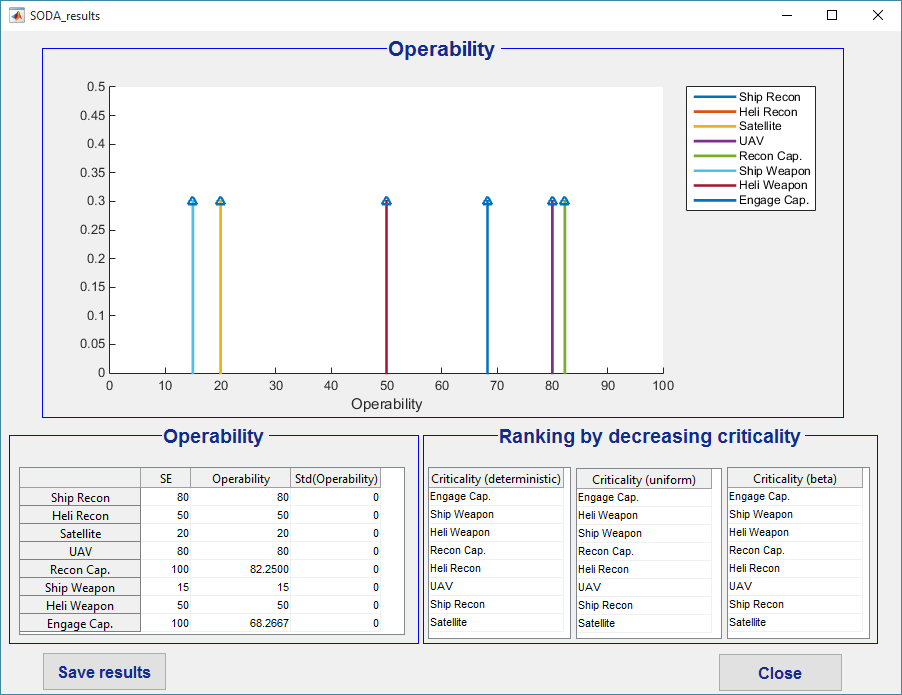 SODA_results
Operability
0.5
0.45
0.4
0.35
0.3
0.25
0.2
0.15
0.1
0.05
0
0 10 20 30 40 50 60 70 80 90 100
Operability
Ship Recon
Heli Recon
Satellite
UAV
Recon Cap.
Ship Weapon
Heli Weapon
Engage Cap.
Operability
SE Operability Std(Operability)
Ship Recon 80 80 0
Heli Recon 50 50 0
Satellite 20 20 0
UAV 80 80 0
Recon Cap. 100 82.2500 0
Ship Weapon 15 15 0
Heli Weapon 50 50 0
Engage Cap. 100 68.2667 0
Ranking by decreasing criticality
Criticality (deterministic)
Engage Cap.
Ship Weapon
Heli Weapon
Recon Cap.
Heli Recon
UAV
Ship Recon
Satellite
Criticality (uniform)
Engage Cap.
Heli Weapon
Ship Weapon
Recon Cap.
Heli Recon
UAV
Ship Recon
Satellite
Criticality (beta)
Engage Cap.
Ship Weapon
Heli Weapon
Recon Cap.
Heli Recon
UAV
Ship Recon
Satellite
Save results
Close